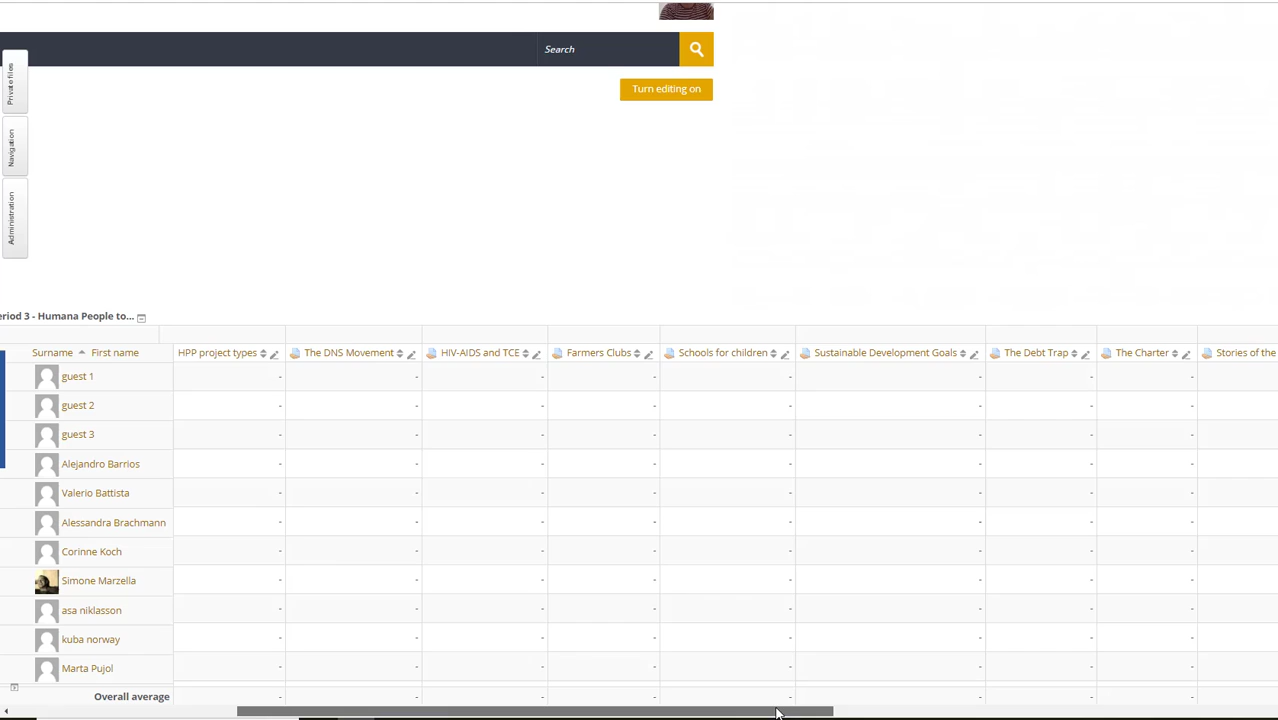 Search
Turn editing on
Private files
Navigation
Administration
eriod 3 - Humana People to...
Surname First name HPP project types The DNS Movement HIV-AIDS and TCE Farmers Clubs Schools for children Sustainable Development Goals The Debt Trap The Charter Stories of the
guest 1 - - - - - - - -
guest 2 - - - - - - - -
guest 3 - - - - - - - -
Alejandro Barrios - - - - - - - -
Valerio Battista - - - - - - - -
Alessandra Brachmann - - - - - - - -
Corinne Koch - - - - - - - -
Simone Marzella - - - - - - - -
asa niklasson - - - - - - - -
kuba norway - - - - - - - -
Marta Pujol - - - - - - - -
Overall average - - - - - - - -